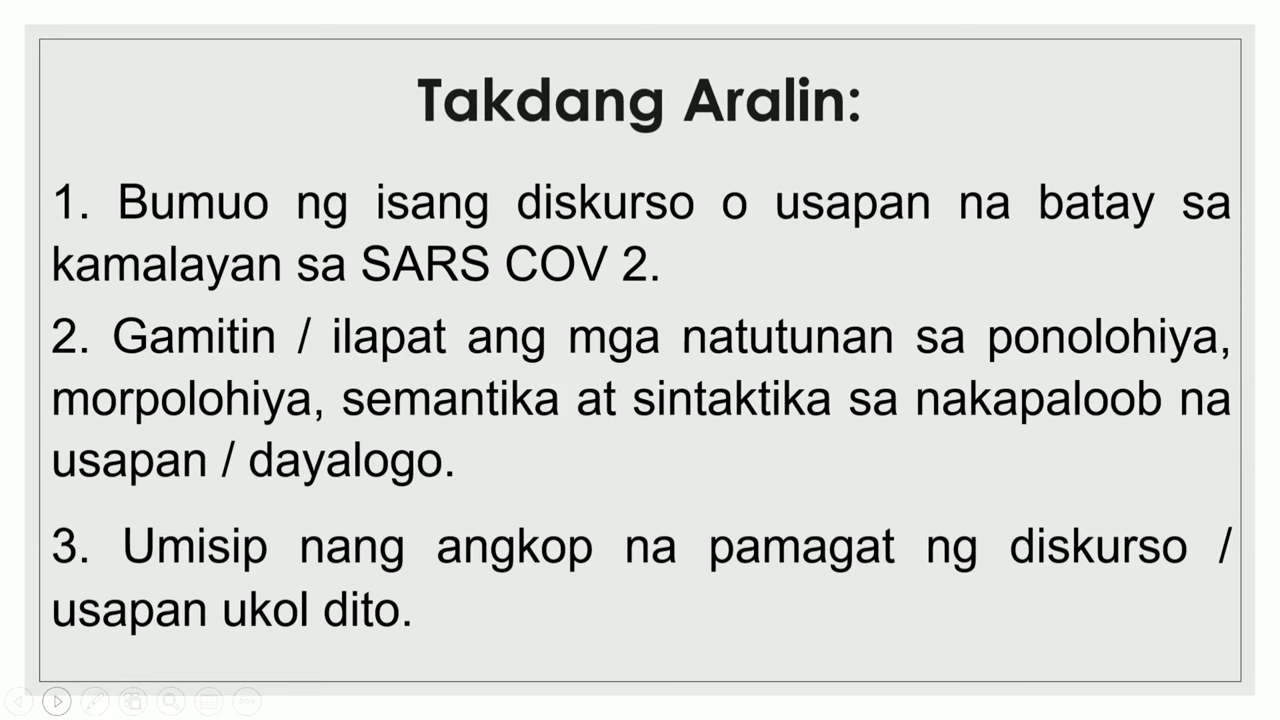 Takdang Aralin:
1. Bumuo ng isang diskurso o usapan na batay sa
kamalayan sa SARS COV 2.
2. Gamitin / ilapat ang mga natutunan sa ponolohiya,
morpolohiya, semantika at sintaktika sa nakapaloob na
usapan / dayalogo.
3. Umisip nang angkop na pamagat ng diskurso /
usapan ukol dito.